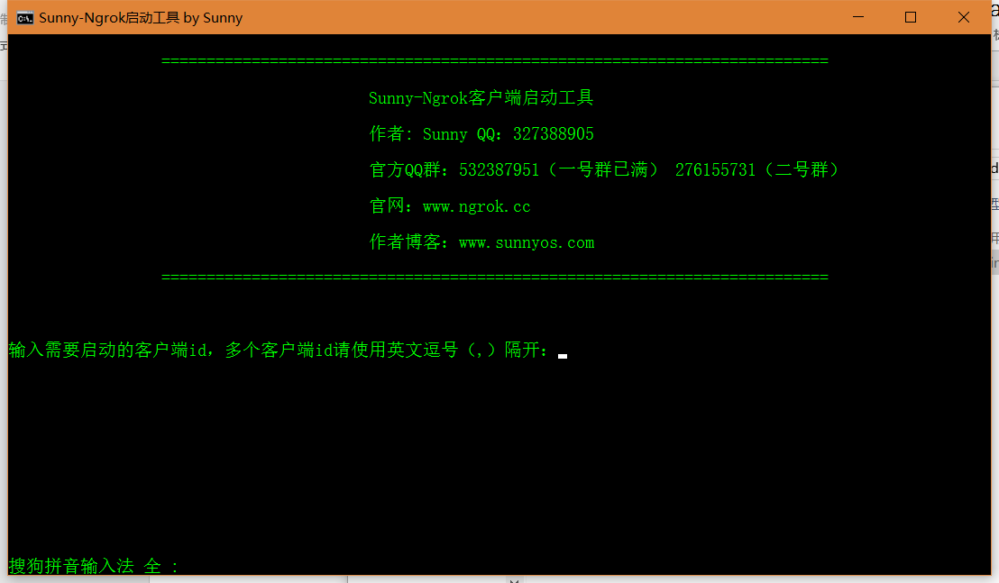 Sunny-Ngrok启动工具 by Sunny
==========================================================================
Sunny-Ngrok客户端启动工具
作者: Sunny QQ：327388905
官方QQ群：532387951（一号群已满） 276155731（二号群）
官网：www.ngrok.cc
作者博客：www.sunnyos.com
==========================================================================
输入需要启动的客户端id，多个客户端id请使用英文逗号（,）隔开：
搜狗拼音输入法 全 ：